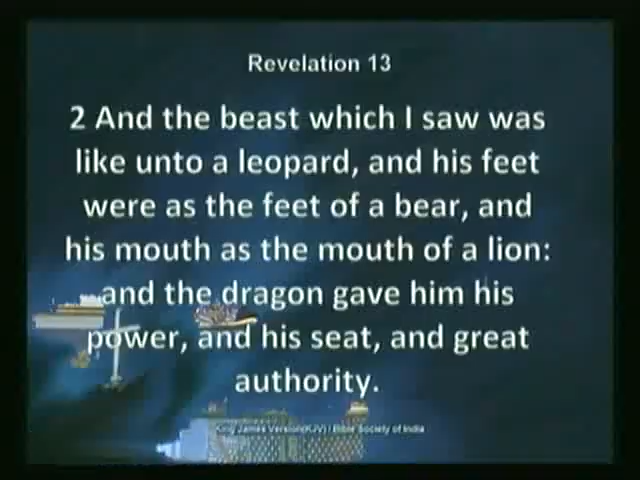 Revelation 13
2 And the beast which I saw was
like unto a leopard, and his feet
were as the feet of a bear, and
his mouth as the mouth of a lion:
and the dragon gave him his
power, and his seat, and great
authority.
King James Version(KJV) / Bible Society of India